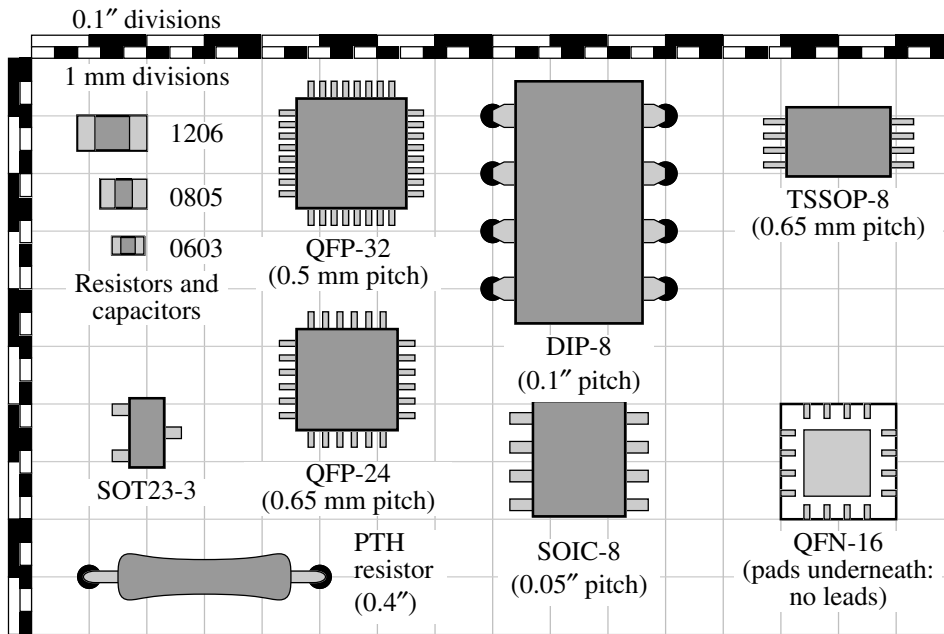 0.1″ divisions
1 mm divisions
1206
0805
0603
Resistors and
capacitors
QFP-32
(0.5 mm pitch)
DIP-8
(0.1″ pitch)
TSSOP-8
(0.65 mm pitch)
SOT23-3
QFP-24
(0.65 mm pitch)
SOIC-8
(0.05″ pitch)
QFN-16
(pads underneath:
no leads)
PTH
resistor
(0.4″)